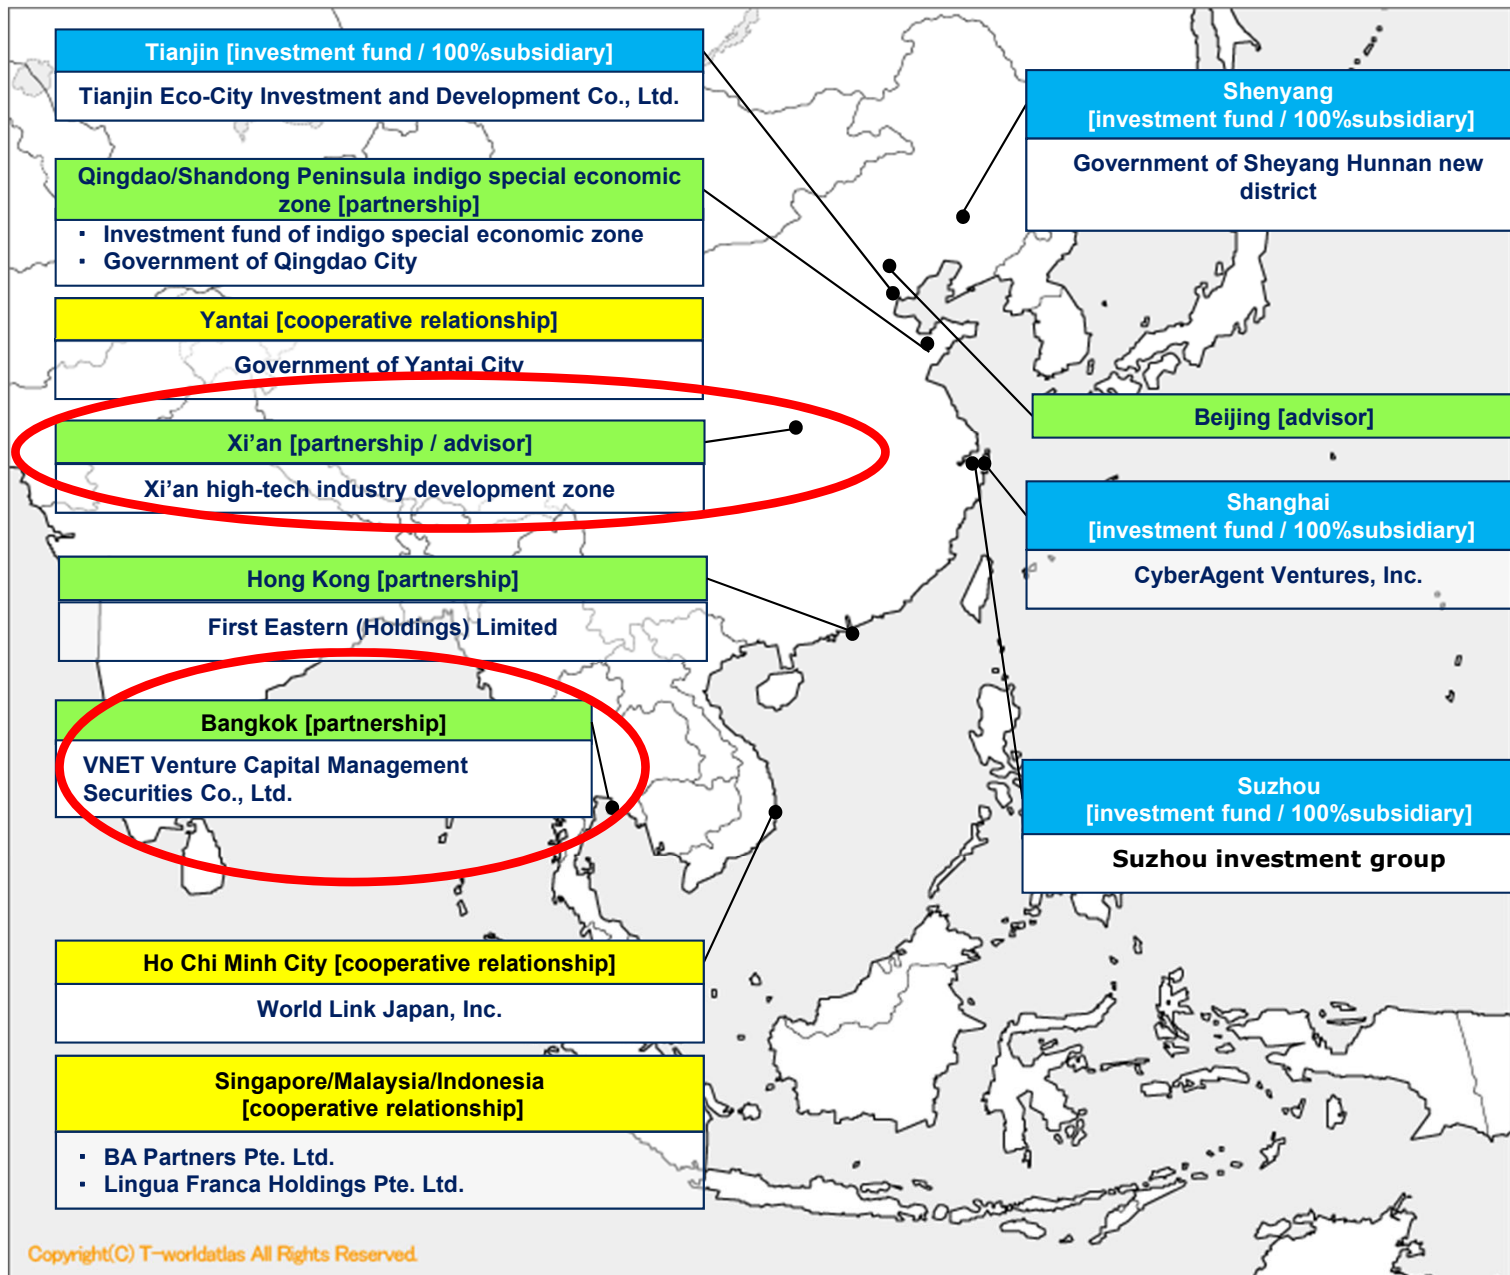 Tianjin [investment fund / 100%subsidiary]
Tianjin Eco-City Investment and Development Co., Ltd.
Qingdao/Shandong Peninsula indigo special economic
zone [partnership]
▪ Investment fund of indigo special economic zone
▪ Government of Qingdao City
Yantai [cooperative relationship]
Government of Yantai City
Xi’an [partnership / advisor]
Xi’an high-tech industry development zone
Hong Kong [partnership]
First Eastern (Holdings) Limited
Bangkok [partnership]
VNET Venture Capital Management
Securities Co., Ltd.
Ho Chi Minh City [cooperative relationship]
World Link Japan, Inc.
Singapore/Malaysia/Indonesia
[cooperative relationship]
▪ BA Partners Pte. Ltd.
▪ Lingua Franca Holdings Pte. Ltd.
Shenyang
[investment fund / 100%subsidiary]
Government of Sheyang Hunnan new
district
Beijing [advisor]
Shanghai
[investment fund / 100%subsidiary]
CyberAgent Ventures, Inc.
Suzhou
[investment fund / 100%subsidiary]
Suzhou investment group
Copyright(C) T-worldatlas All Rights Reserved.